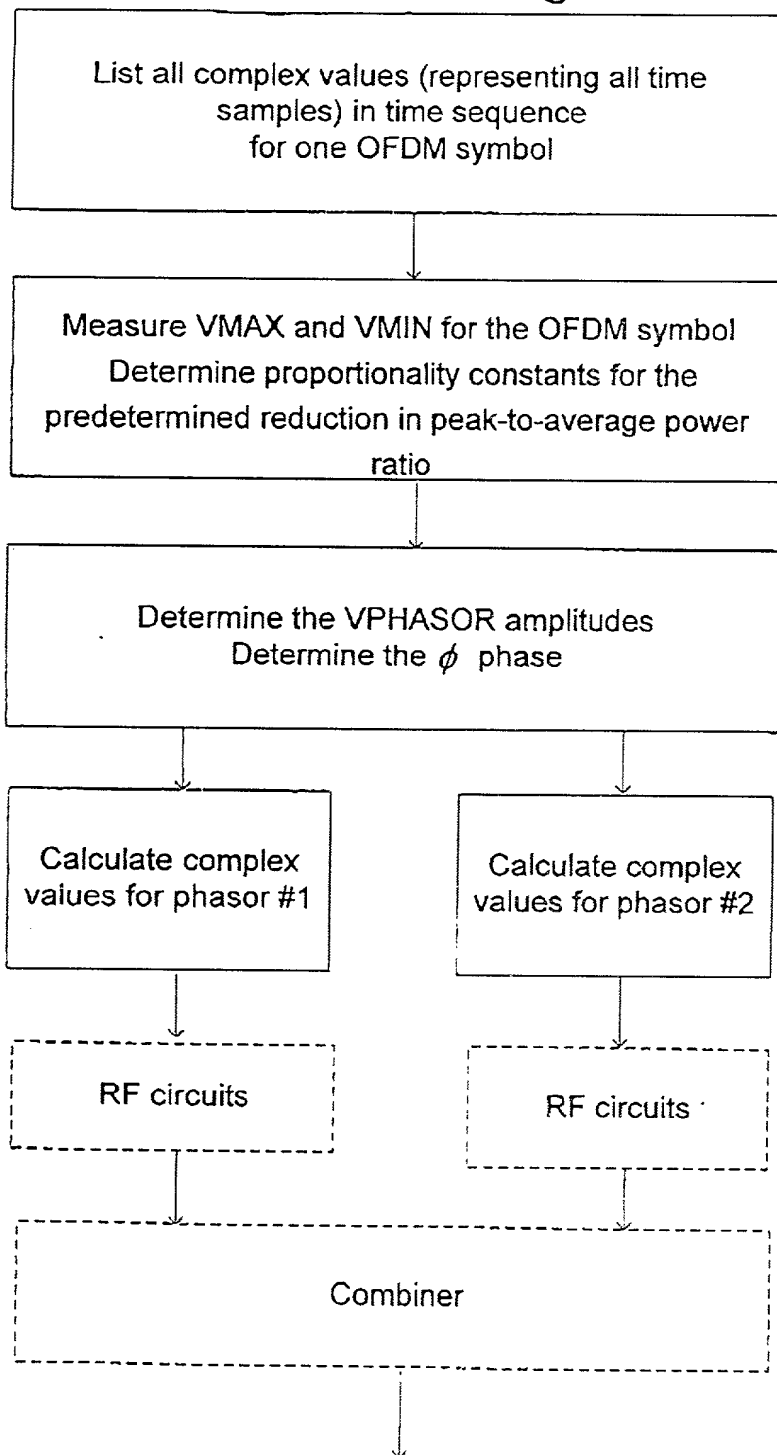 List all complex values (representing all time
samples) in time sequence
for one OFDM symbol
Measure VMAX and VMIN for the OFDM symbol
Determine proportionality constants for the
predetermined reduction in peak-to-average power
ratio
Determine the VPHASOR amplitudes
Determine the ϕ phase
Calculate complex
values for phasor #1
Calculate complex
values for phasor #2
RF circuits
RF circuits
Combiner